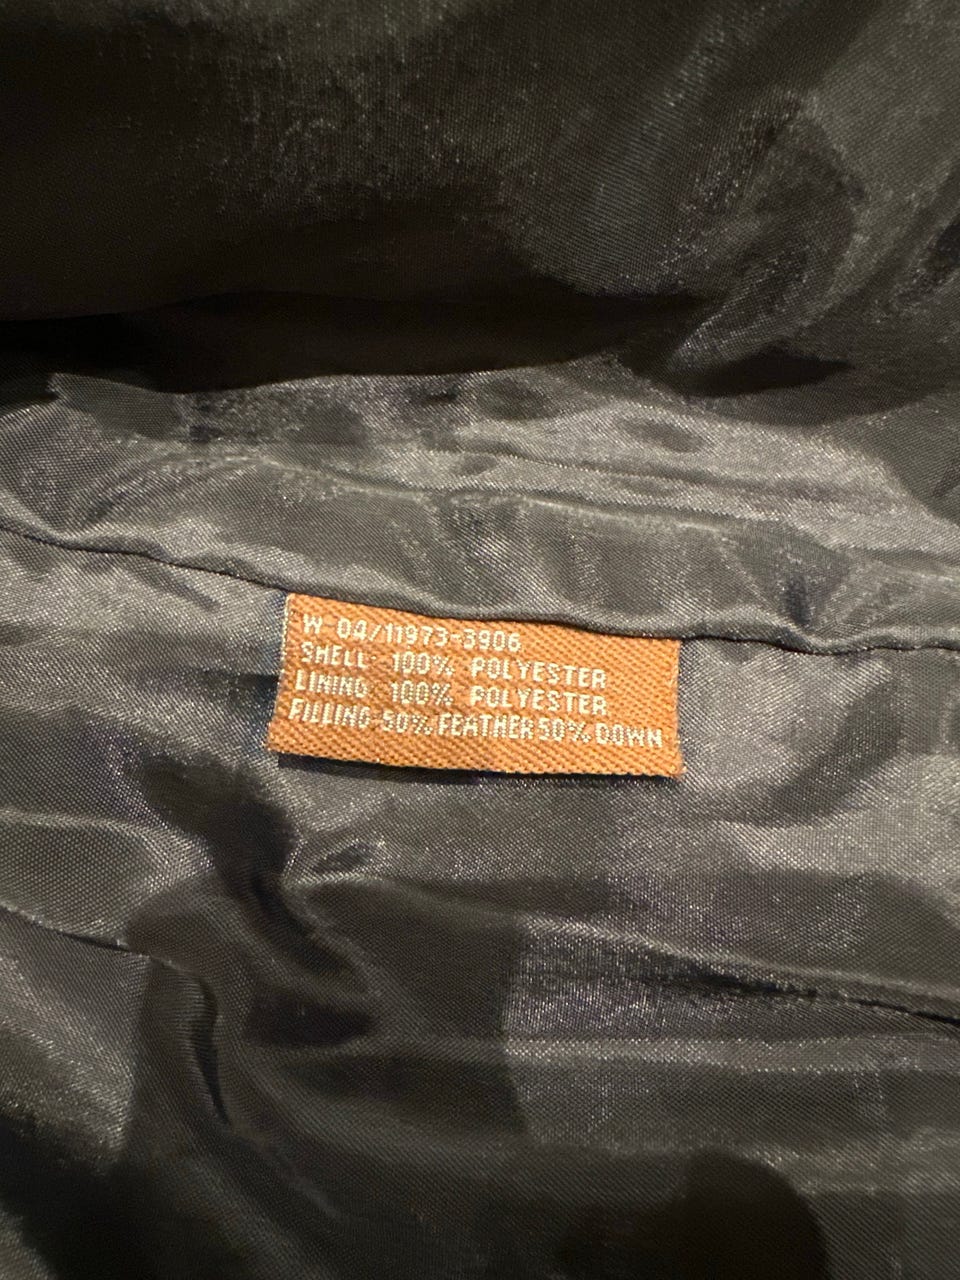 W 04/11973-3906
SHELL: 100% POLYESTER
LINING: 100% POLYESTER
FILLING:50% FEATHER 50% DOWN